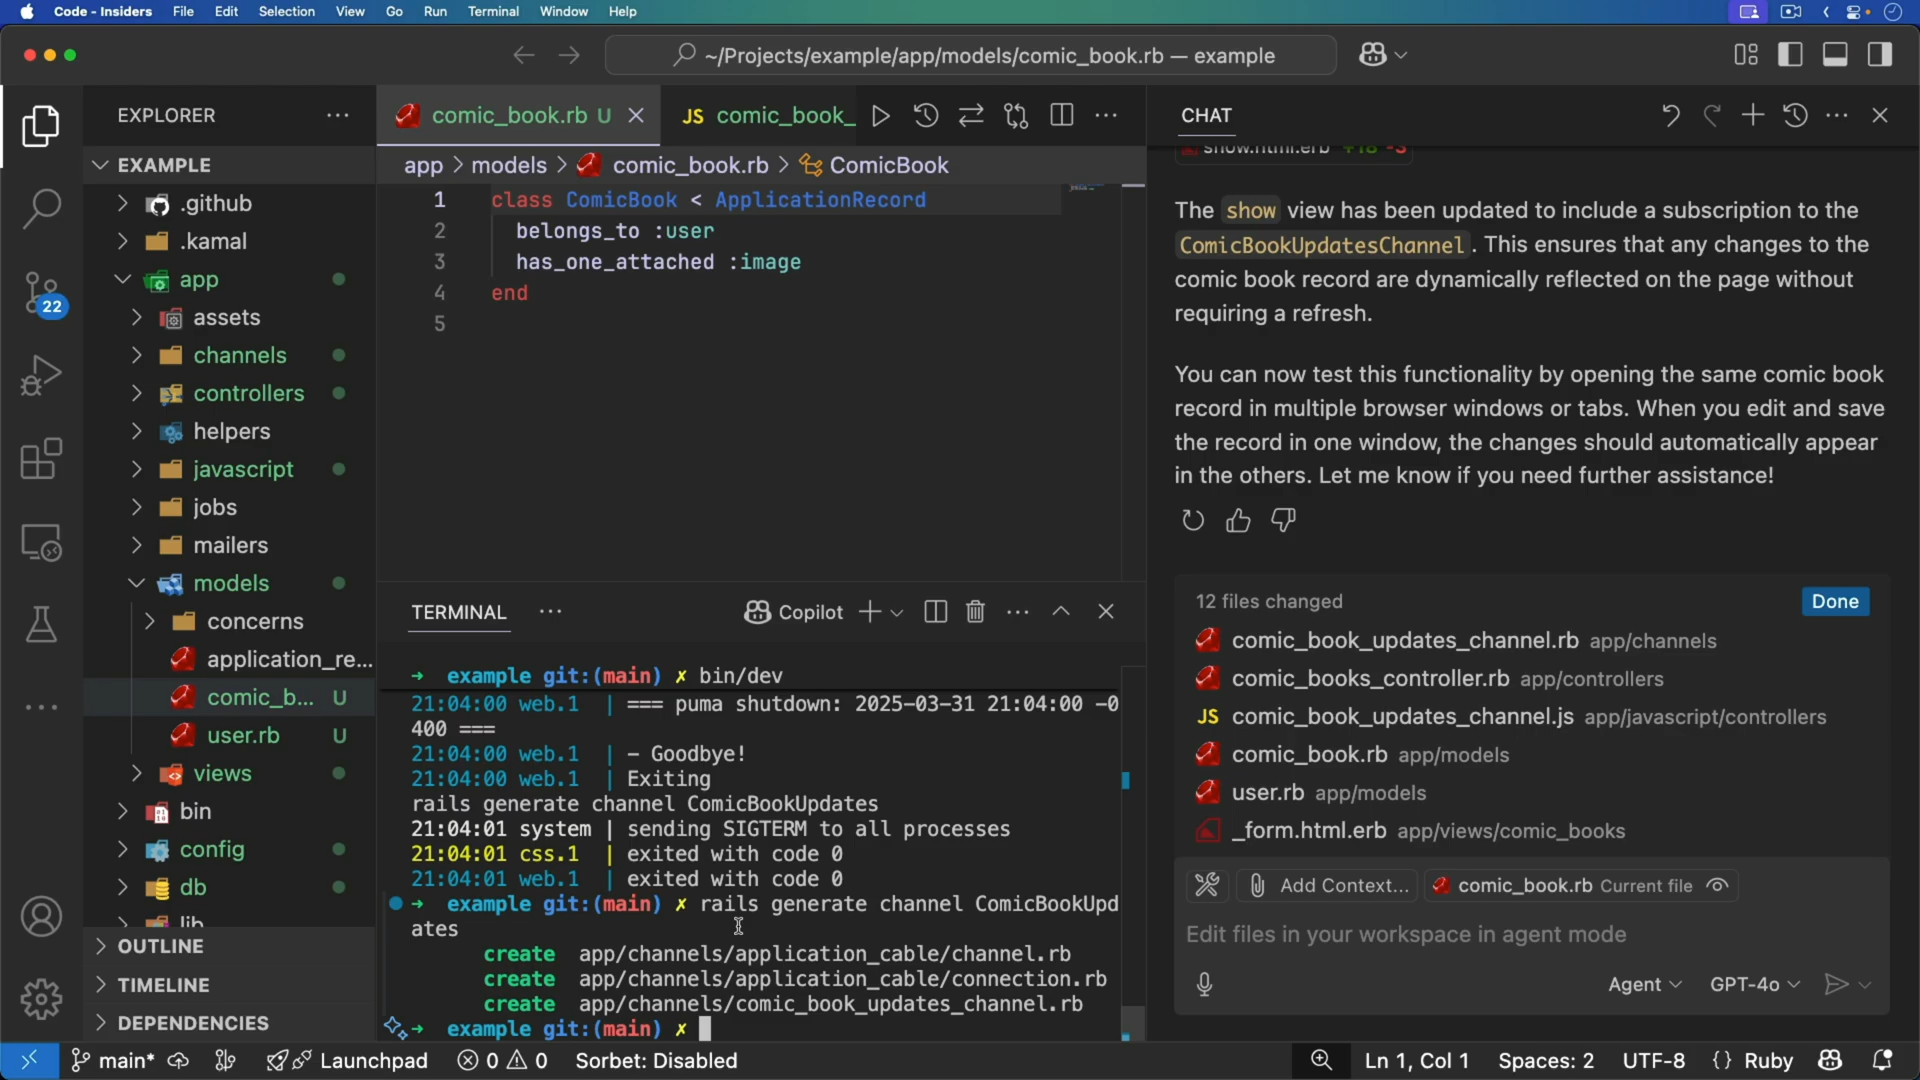 Code - Insiders File Edit Selection View Go Run Terminal Window Help
~/Projects/example/app/models/comic_book.rb — example
EXPLORER
EXAMPLE
.github
.kamal
app
assets
channels
controllers
helpers
javascript
jobs
mailers
models
concerns
application_re...
comic_b... U
user.rb U
views
bin
config
db
lib
OUTLINE
TIMELINE
DEPENDENCIES
22
comic_book.rb U
JS comic_book_
app > models > comic_book.rb > ComicBook
1 class ComicBook < ApplicationRecord
2 belongs_to :user
3 has_one_attached :image
4 end
5
TERMINAL
Copilot
→ example git:(main) ✗ bin/dev
21:04:00 web.1 | === puma shutdown: 2025-03-31 21:04:00 -0
400 ===
21:04:00 web.1 | - Goodbye!
21:04:00 web.1 | Exiting
rails generate channel ComicBookUpdates
21:04:01 system | sending SIGTERM to all processes
21:04:01 css.1 | exited with code 0
21:04:01 web.1 | exited with code 0
→ example git:(main) ✗ rails generate channel ComicBookUpd
ates
create app/channels/application_cable/channel.rb
create app/channels/application_cable/connection.rb
create app/channels/comic_book_updates_channel.rb
→ example git:(main) ✗
CHAT
show.html.erb +18 -3
The show view has been updated to include a subscription to the
ComicBookUpdatesChannel. This ensures that any changes to the
comic book record are dynamically reflected on the page without
requiring a refresh.
You can now test this functionality by opening the same comic book
record in multiple browser windows or tabs. When you edit and save
the record in one window, the changes should automatically appear
in the others. Let me know if you need further assistance!
12 files changed
Done
comic_book_updates_channel.rb app/channels
comic_books_controller.rb app/controllers
JS comic_book_updates_channel.js app/javascript/controllers
comic_book.rb app/models
user.rb app/models
_form.html.erb app/views/comic_books
Add Context...
comic_book.rb Current file
Edit files in your workspace in agent mode
Agent
GPT-4o
main*
Launchpad
0
0
Sorbet: Disabled
Ln 1, Col 1
Spaces: 2
UTF-8
{} Ruby